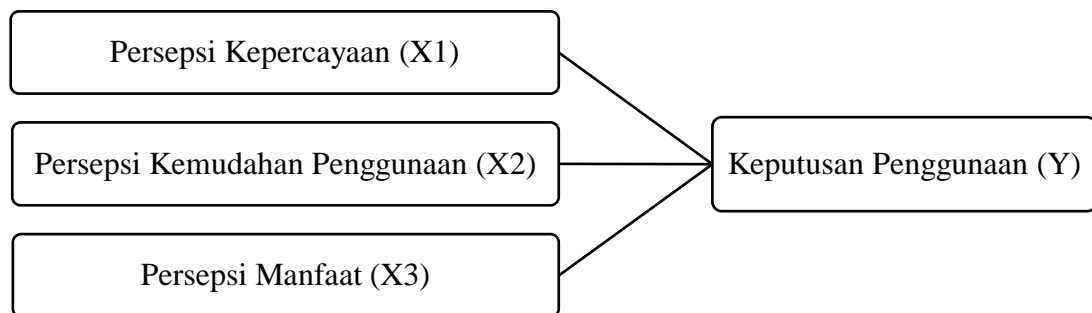 Persepsi Kepercayaan (X1)
Persepsi Kemudahan Penggunaan (X2)
Keputusan Penggunaan (Y)
Persepsi Manfaat (X3)